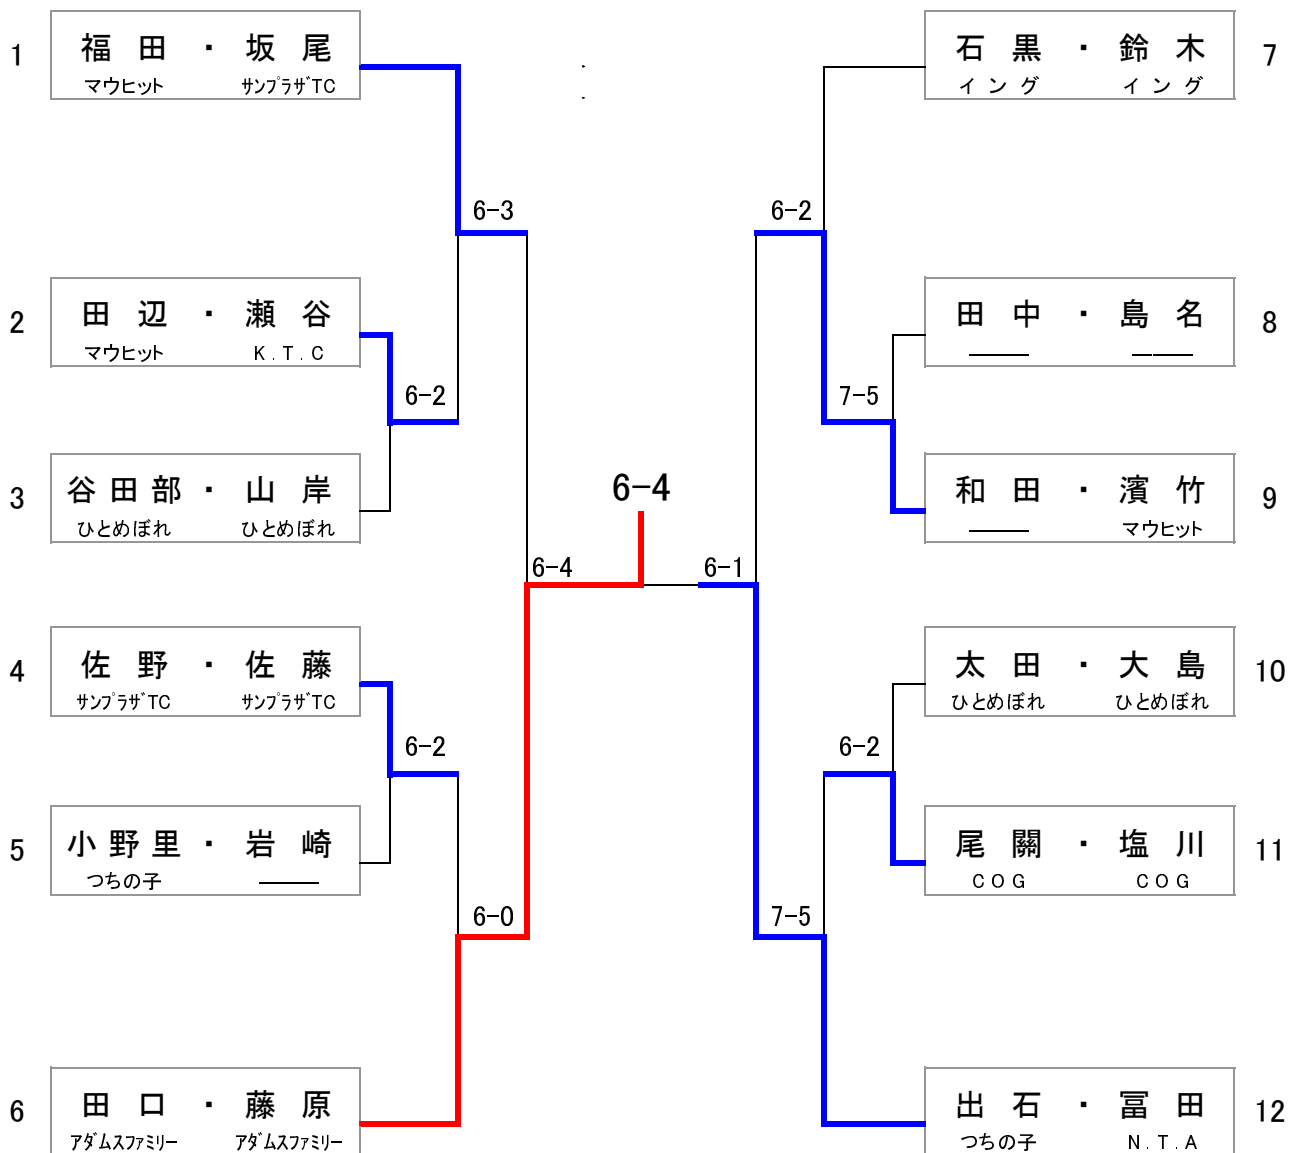 1 福田・坂尾
マウヒット サンプラザTC
2 田辺・瀬谷
マウヒット K.T.C
3 谷田部・山岸
ひとめぼれ ひとめぼれ
4 佐野・佐藤
サンプラザTC サンプラザTC
5 小野里・岩崎
つちの子 ———
6 田口・藤原
アダムスファミリー アダムスファミリー
6-3
6-2
6-4
6-2
6-0
6-4
6-2
7-5
6-1
6-2
7-5
石黒・鈴木 7
イング イング
田中・島名 8
——— ———
和田・濱竹 9
——— マウヒット
太田・大島 10
ひとめぼれ ひとめぼれ
尾關・塩川 11
COG COG
出石・冨田 12
つちの子 N.T.A